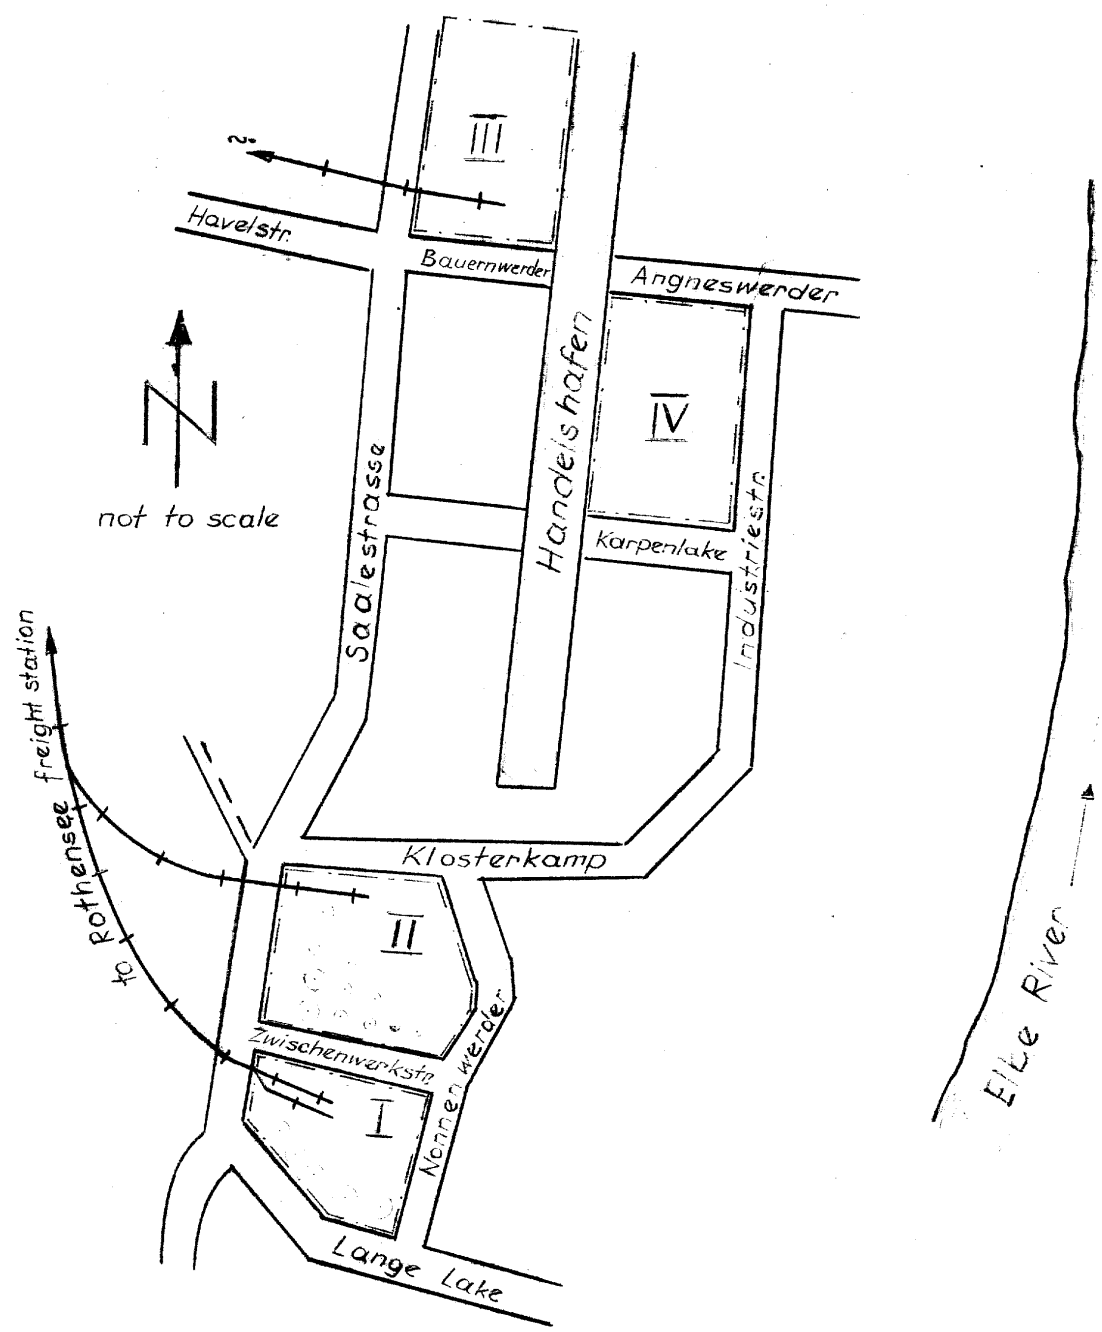 III
?
Havelstr.
Bauernwerder
Angneswerder
N
not to scale
Handelshafen
IV
Saalestrasse
Karpenlake
Industriestr.
to Rothensee freight station
Klosterkamp
II
Zwischenwerkstr.
Nonnenwerder
I
Lange Lake
Elbe River